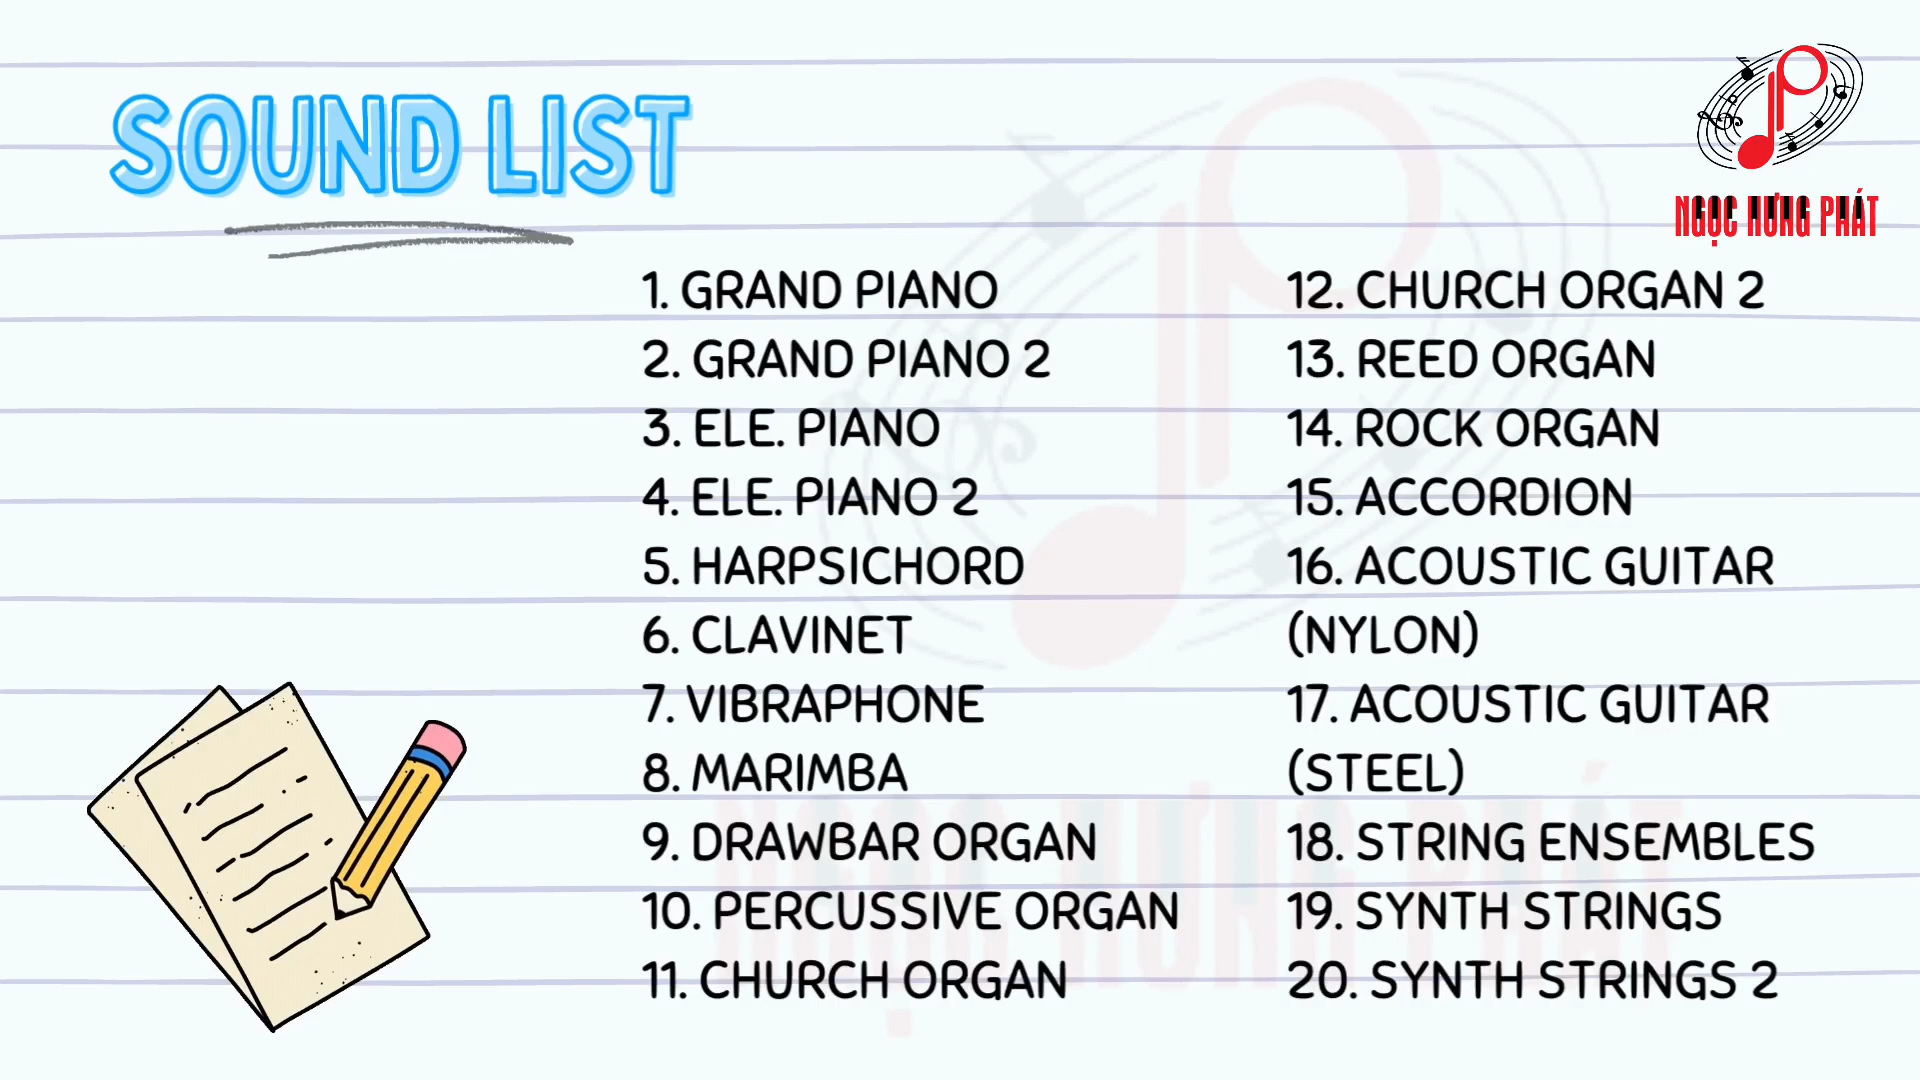 SOUND LIST
NGỌC HƯNG PHÁT
1. GRAND PIANO
2. GRAND PIANO 2
3. ELE. PIANO
4. ELE. PIANO 2
5. HARPSICHORD
6. CLAVINET
7. VIBRAPHONE
8. MARIMBA
9. DRAWBAR ORGAN
10. PERCUSSIVE ORGAN
11. CHURCH ORGAN
12. CHURCH ORGAN 2
13. REED ORGAN
14. ROCK ORGAN
15. ACCORDION
16. ACOUSTIC GUITAR
(NYLON)
17. ACOUSTIC GUITAR
(STEEL)
18. STRING ENSEMBLES
19. SYNTH STRINGS
20. SYNTH STRINGS 2
NGỌC HƯNG PHÁT